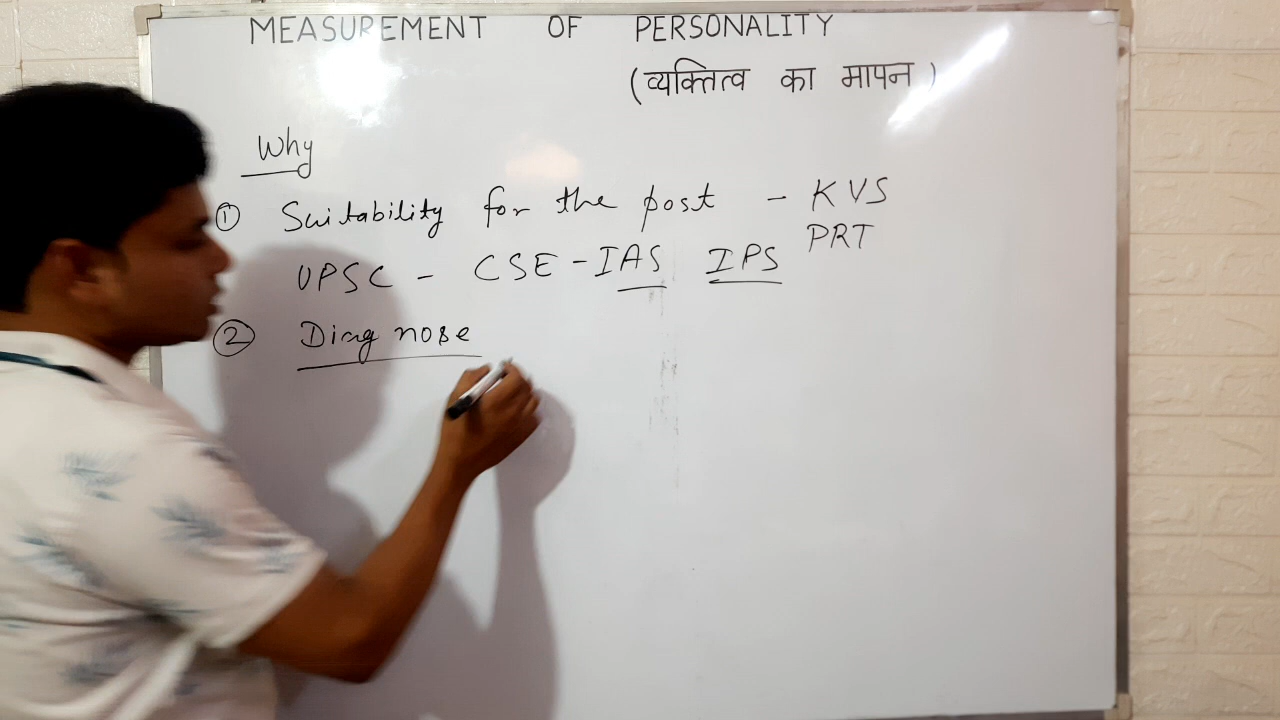 MEASUREMENT OF PERSONALITY
(व्यक्तित्व का मापन)
Why
① Suitability for the post - KVS
PRT
UPSC - CSE - IAS IPS
② Diagnose